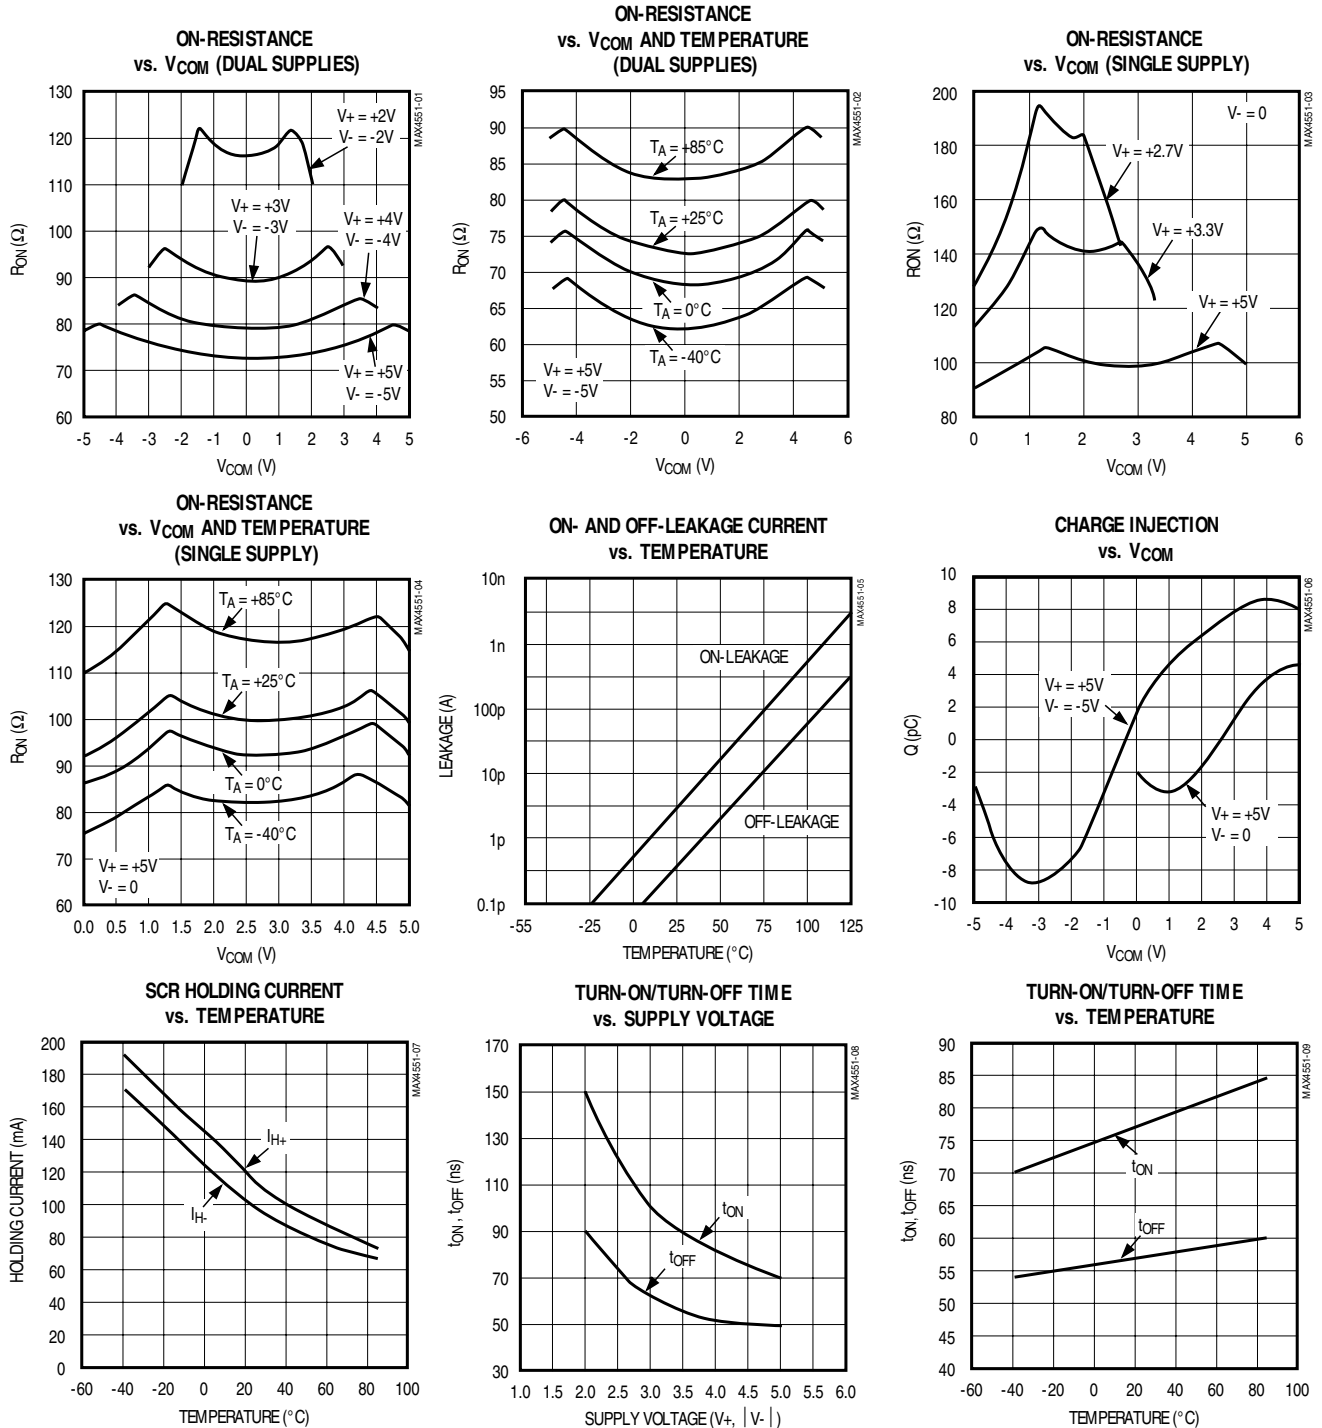 ON-RESISTANCE
vs. VCOM (DUAL SUPPLIES)
MAX4551-01
130
120
110
100
90
80
70
60
RON (Ω)
V+ = +2V
V- = -2V
V+ = +3V
V- = -3V
V+ = +4V
V- = -4V
V+ = +5V
V- = -5V
-5 -4 -3 -2 -1 0 1 2 3 4 5
VCOM (V)
ON-RESISTANCE
vs. VCOM AND TEMPERATURE
(DUAL SUPPLIES)
MAX4551-02
95
90
85
80
75
70
65
60
55
50
RON (Ω)
TA = +85°C
TA = +25°C
TA = 0°C
TA = -40°C
V+ = +5V
V- = -5V
-6 -4 -2 0 2 4 6
VCOM (V)
ON-RESISTANCE
vs. VCOM (SINGLE SUPPLY)
MAX4551-03
200
180
160
140
120
100
80
RON (Ω)
V- = 0
V+ = +2.7V
V+ = +3.3V
V+ = +5V
0 1 2 3 4 5 6
VCOM (V)
ON-RESISTANCE
vs. VCOM AND TEMPERATURE
(SINGLE SUPPLY)
MAX4551-04
130
120
110
100
90
80
70
60
RON (Ω)
TA = +85°C
TA = +25°C
TA = 0°C
TA = -40°C
V+ = +5V
V- = 0
0.0 0.5 1.0 1.5 2.0 2.5 3.0 3.5 4.0 4.5 5.0
VCOM (V)
ON- AND OFF-LEAKAGE CURRENT
vs. TEMPERATURE
MAX4551-05
10n
1n
100p
10p
1p
0.1p
LEAKAGE (A)
ON-LEAKAGE
OFF-LEAKAGE
-55 -25 0 25 50 75 100 125
TEMPERATURE (°C)
CHARGE INJECTION
vs. VCOM
MAX4551-06
10
8
6
4
2
0
-2
-4
-6
-8
-10
Q (pC)
V+ = +5V
V- = -5V
V+ = +5V
V- = 0
-5 -4 -3 -2 -1 0 1 2 3 4 5
VCOM (V)
SCR HOLDING CURRENT
vs. TEMPERATURE
MAX4551-07
200
180
160
140
120
100
80
60
40
20
0
HOLDING CURRENT (mA)
IH+
IH-
-60 -40 -20 0 20 40 60 80 100
TEMPERATURE (°C)
TURN-ON/TURN-OFF TIME
vs. SUPPLY VOLTAGE
MAX4551-08
170
150
130
110
90
70
50
30
tON, tOFF (ns)
tON
tOFF
1.0 1.5 2.0 2.5 3.0 3.5 4.0 4.5 5.0 5.5 6.0
SUPPLY VOLTAGE (V+, |V-|)
TURN-ON/TURN-OFF TIME
vs. TEMPERATURE
MAX4551-09
90
85
80
75
70
65
60
55
50
45
40
tON, tOFF (ns)
tON
tOFF
-60 -40 -20 0 20 40 60 80 100
TEMPERATURE (°C)